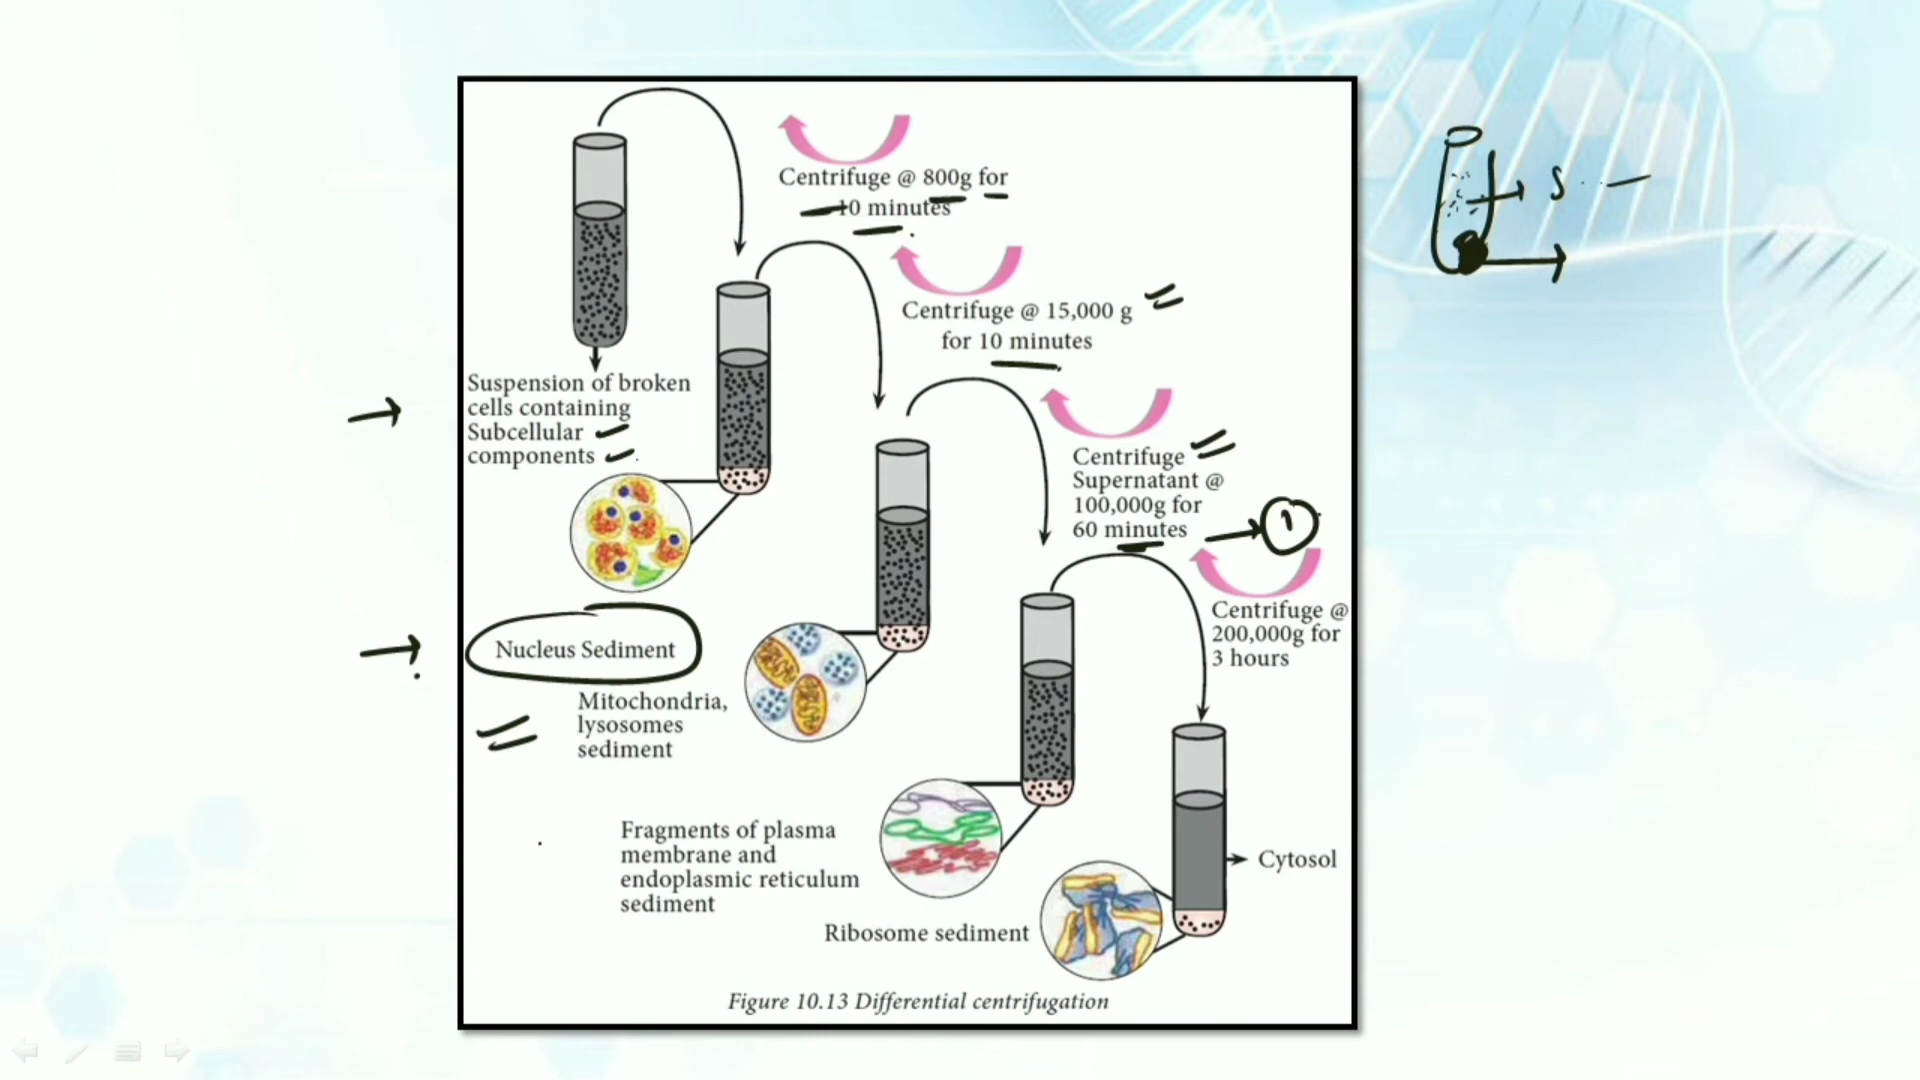 Centrifuge @ 800g for
10 minutes
Centrifuge @ 15,000 g
for 10 minutes
Suspension of broken
cells containing
Subcellular
components
Centrifuge
Supernatant @
100,000g for
60 minutes
1
S
Centrifuge @
200,000g for
3 hours
Nucleus Sediment
Mitochondria,
lysosomes
sediment
Fragments of plasma
membrane and
endoplasmic reticulum
sediment
Cytosol
Ribosome sediment
Figure 10.13 Differential centrifugation